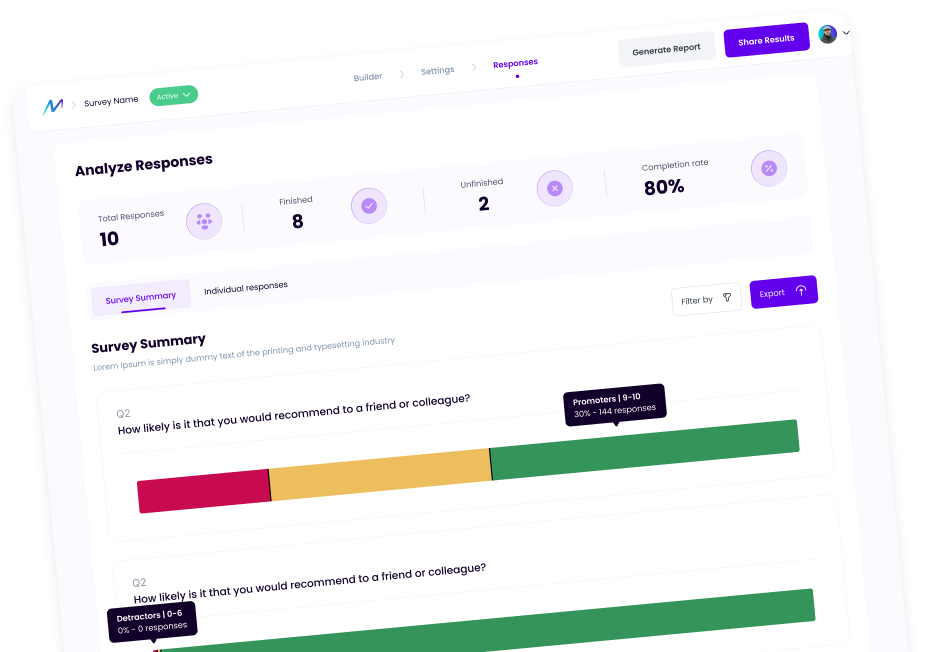 Survey Name
Active
Builder
Settings
Responses
Generate Report
Share Results
Analyze Responses
Total Responses
10
Finished
8
Unfinished
2
Completion rate
80%
Survey Summary
Individual responses
Filter by
Export
Survey Summary
Lorem Ipsum is simply dummy text of the printing and typesetting industry
Q2
How likely is it that you would recommend to a friend or colleague?
Promoters | 9-10
30% - 144 responses
Q2
How likely is it that you would recommend to a friend or colleague?
Detractors | 0-6
0% - 0 responses